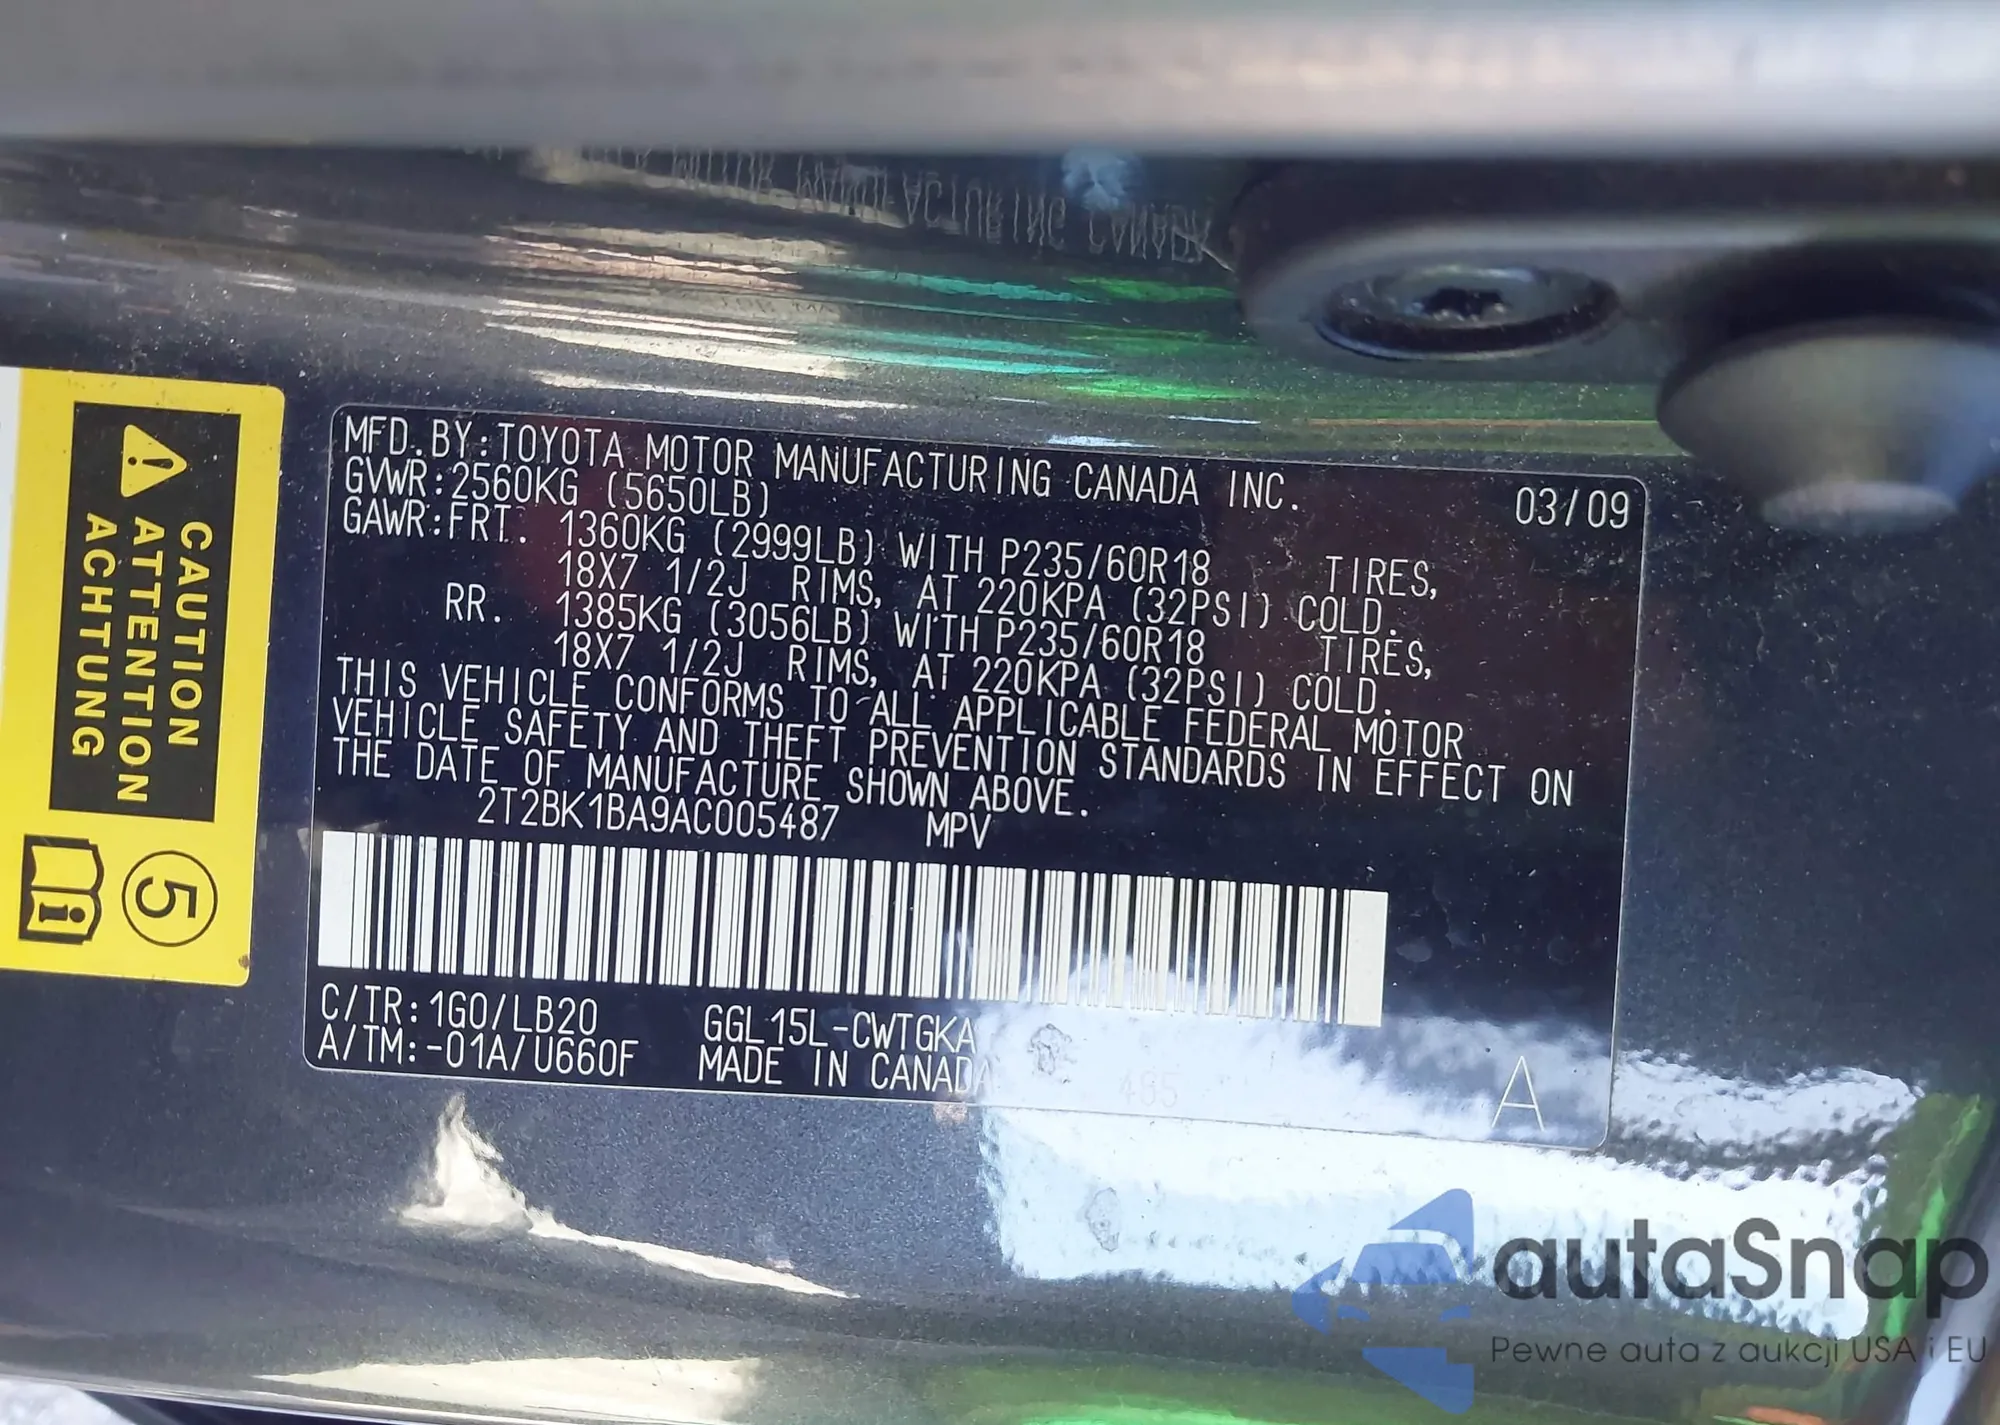 MFD. BY: TOYOTA MOTOR MANUFACTURING CANADA INC. 03/09
GVWR: 2560KG (5650LB)
GAWR: FRT. 1360KG (2999LB) WITH P235/60R18 TIRES,
18X7 1/2J RIMS, AT 220KPA (32PSI) COLD.
RR. 1385KG (3056LB) WITH P235/60R18 TIRES,
18X7 1/2J RIMS, AT 220KPA (32PSI) COLD.
THIS VEHICLE CONFORMS TO ALL APPLICABLE FEDERAL MOTOR
VEHICLE SAFETY AND THEFT PREVENTION STANDARDS IN EFFECT ON
THE DATE OF MANUFACTURE SHOWN ABOVE.
2T2BK1BA9AC005487 MPV
C/TR: 1G0/LB20 GGL15L-CWTGKA
A/TM: -01A/U660F MADE IN CANADA
485
A
CAUTION
ATTENTION
ACHTUNG
5
i
autaSnap
Pewne auta z aukcji USA i EU